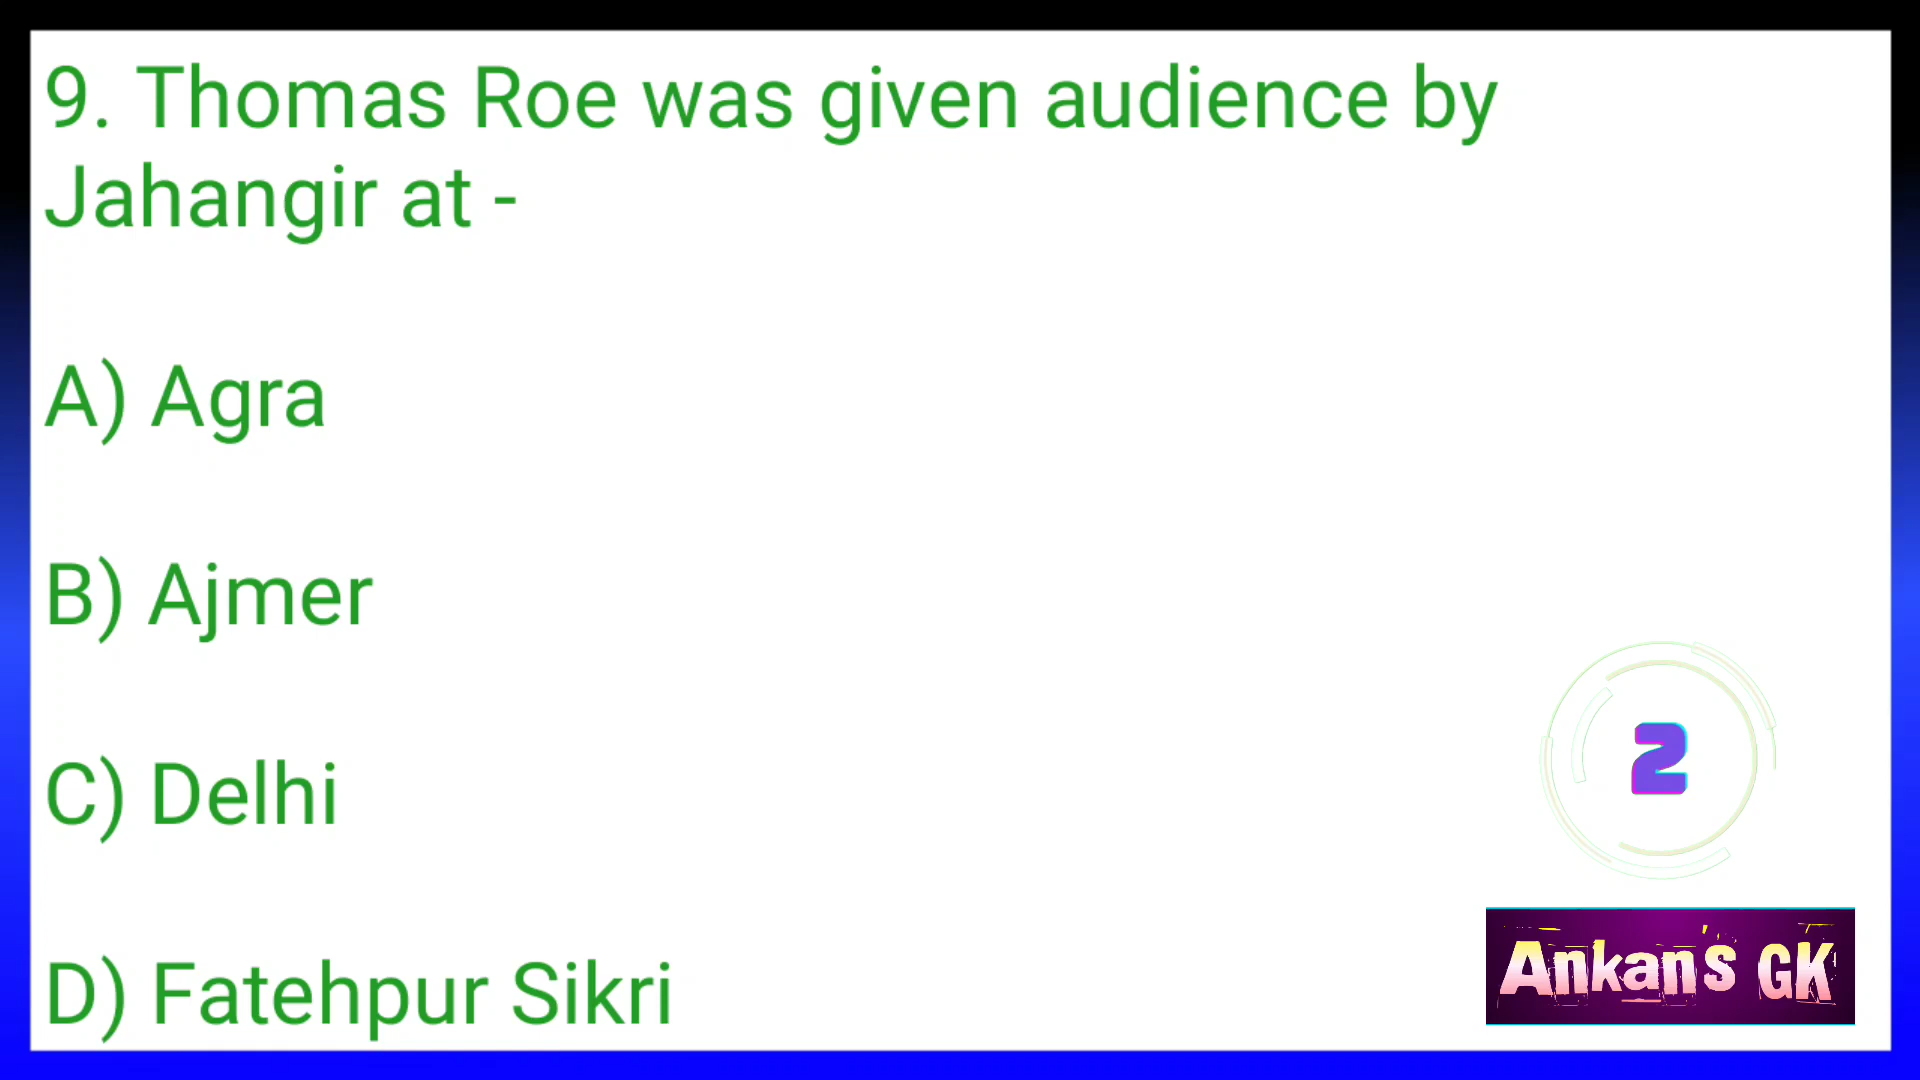 9. Thomas Roe was given audience by
Jahangir at -
A) Agra
B) Ajmer
C) Delhi
D) Fatehpur Sikri
2
Ankan's GK